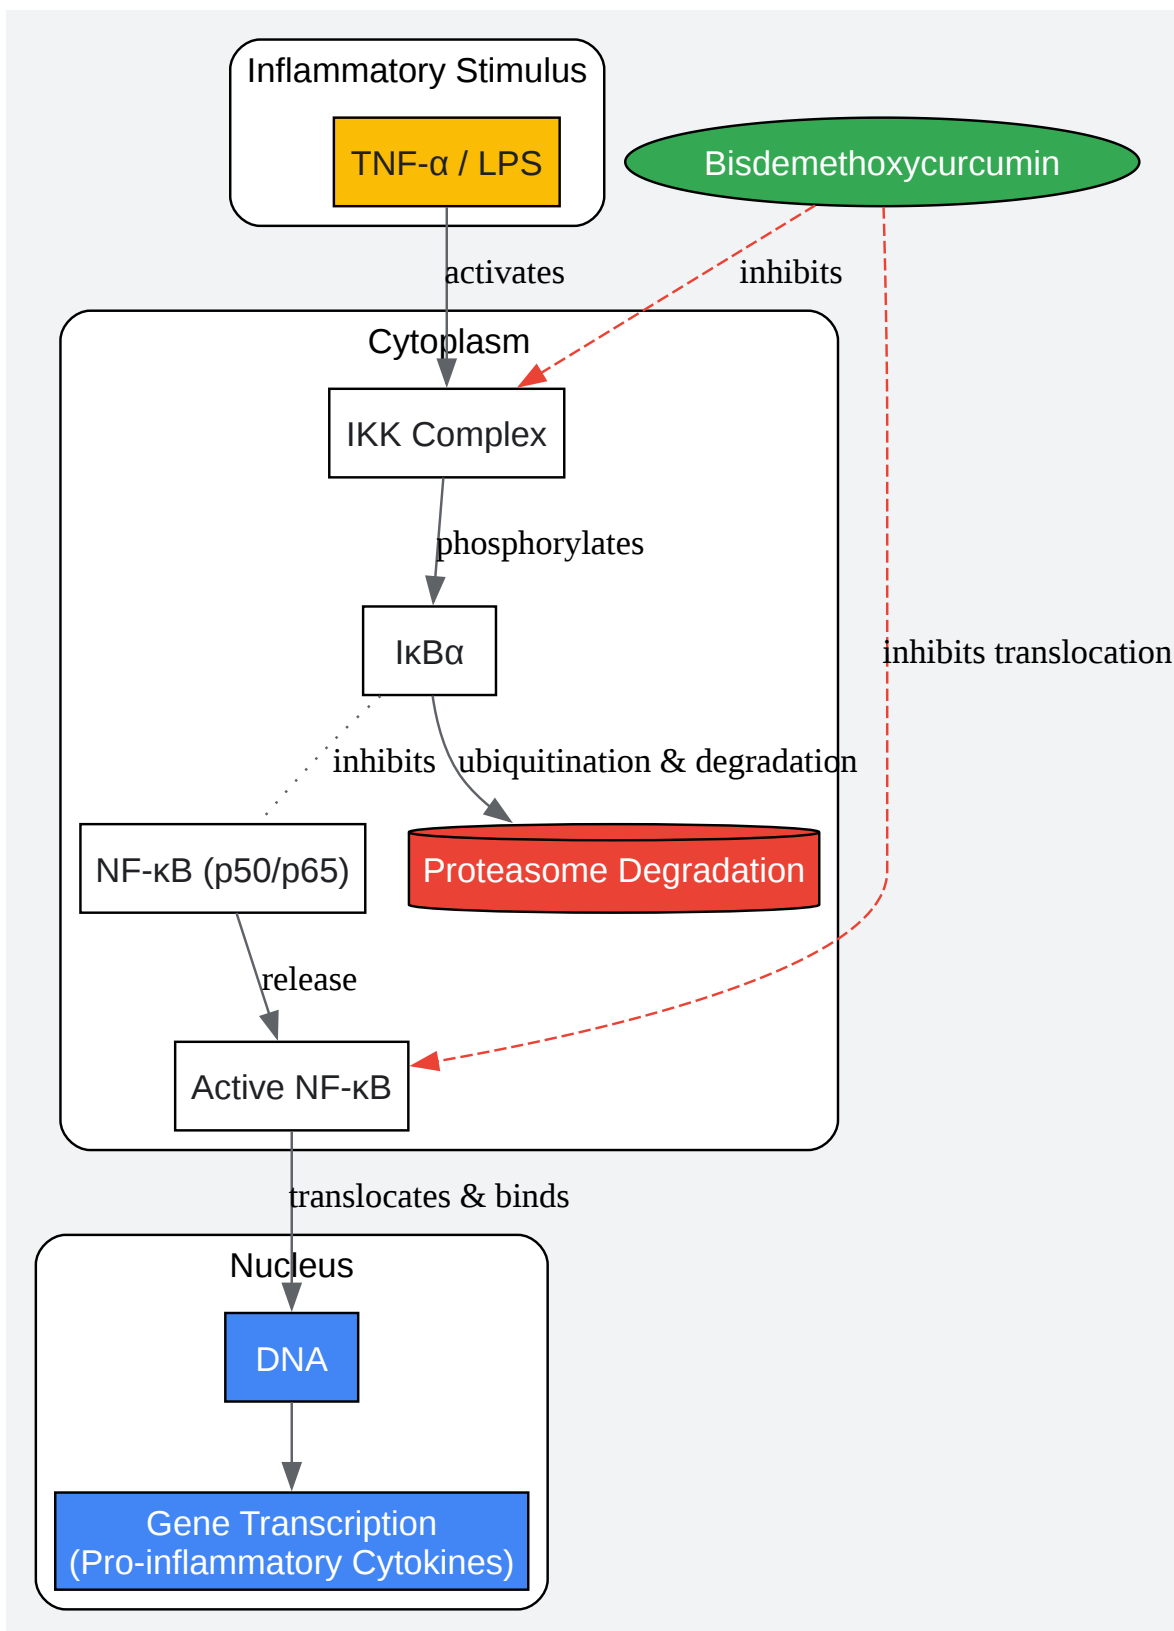 Inflammatory Stimulus
TNF-α / LPS
Bisdemethoxycurcumin
activates
inhibits
Cytoplasm
IKK Complex
phosphorylates
IκBα
inhibits translocation
inhibits
ubiquitination & degradation
NF-κB (p50/p65)
Proteasome Degradation
release
Active NF-κB
translocates & binds
Nucleus
DNA
Gene Transcription
(Pro-inflammatory Cytokines)